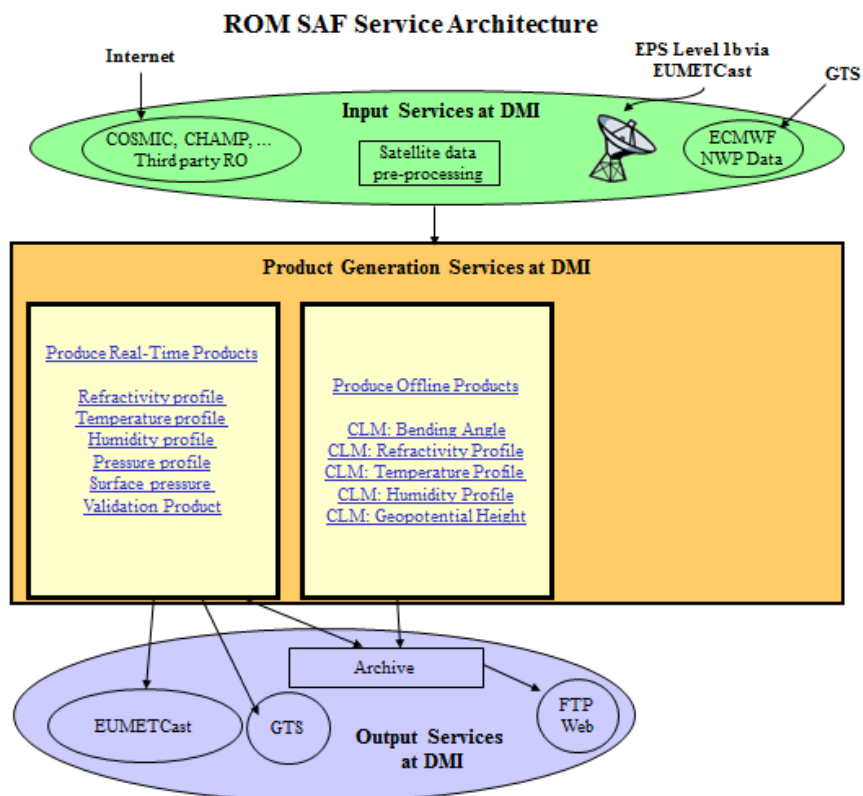 ROM SAF Service Architecture
Internet
EPS Level 1b via
EUMETCast
GTS
Input Services at DMI
COSMIC, CHAMP, ...
Third party RO
Satellite data
pre-processing
ECMWF
NWP Data
Product Generation Services at DMI
Produce Real-Time Products
Refractivity profile
Temperature profile
Humidity profile
Pressure profile
Surface pressure
Validation Product
Produce Offline Products
CLM: Bending Angle
CLM: Refractivity Profile
CLM: Temperature Profile
CLM: Humidity Profile
CLM: Geopotential Height
Archive
EUMETCast
GTS
FTP
Web
Output Services
at DMI